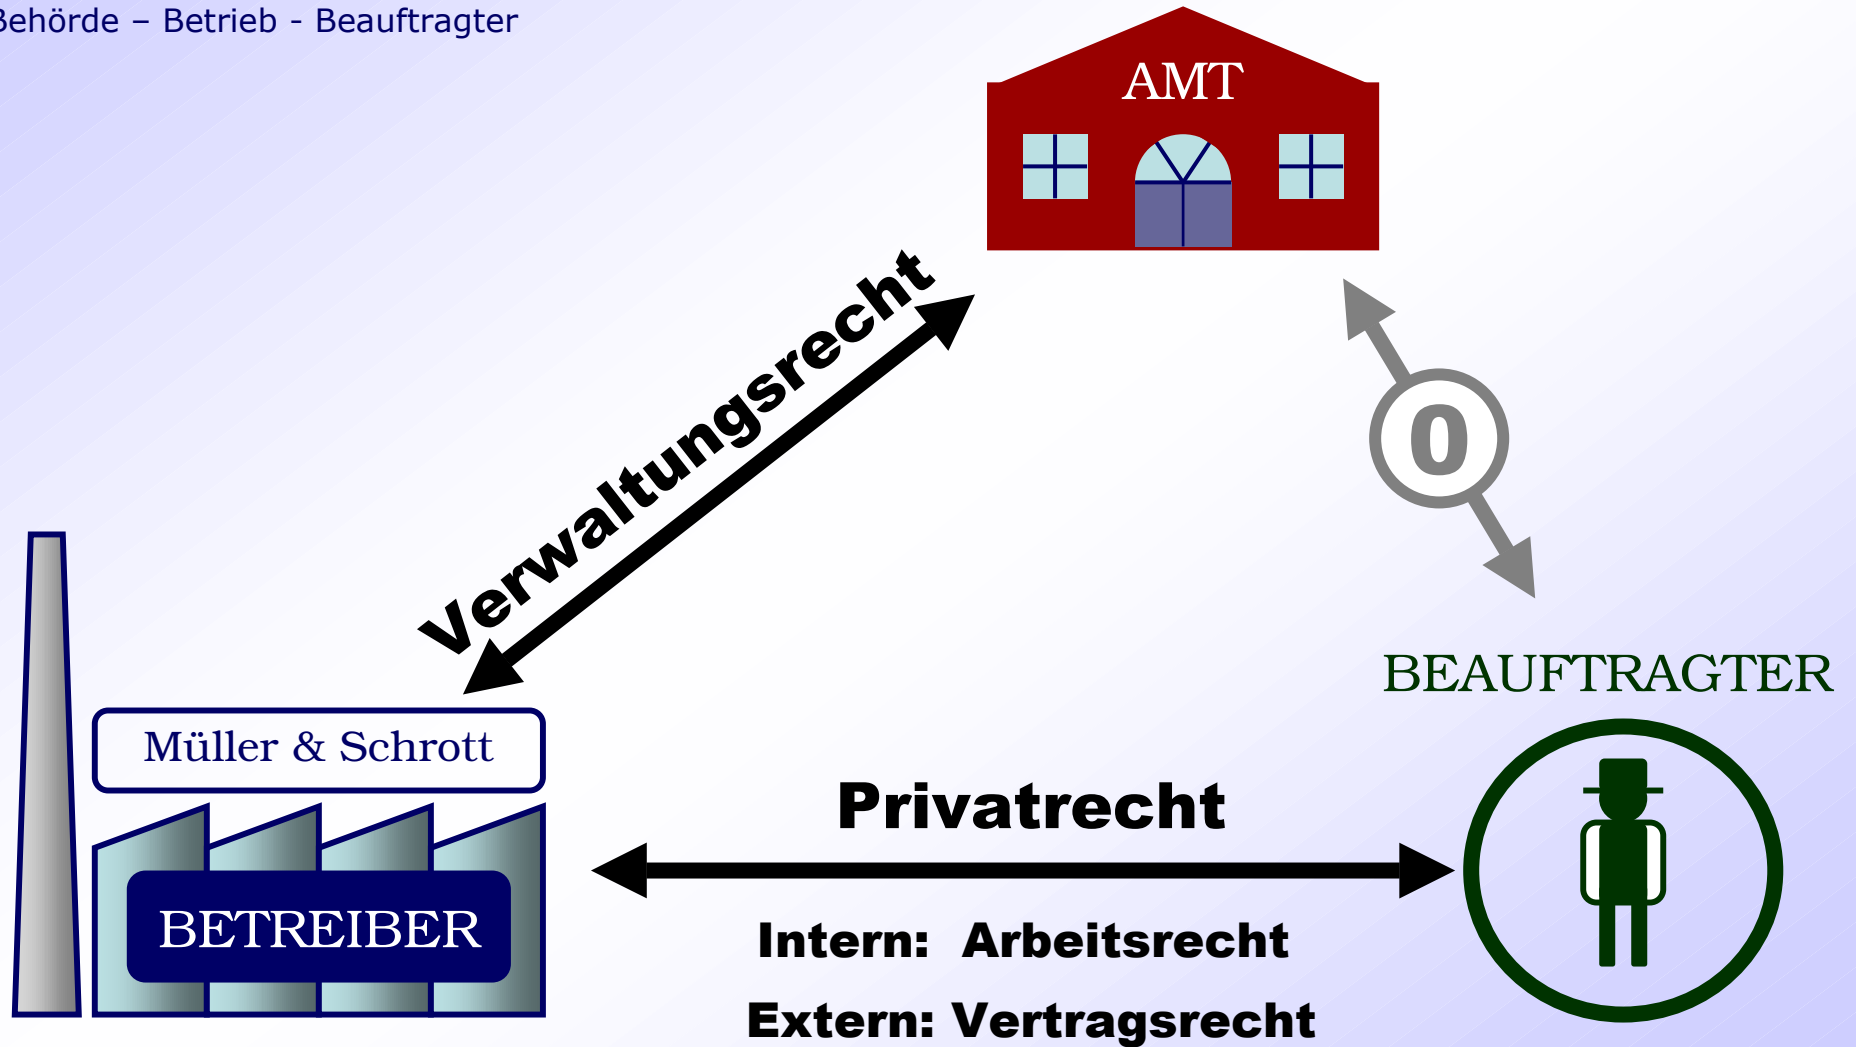 Behörde – Betrieb - Beauftragter
AMT
Verwaltungsrecht
0
BEAUFTRAGTER
Müller & Schrott
Privatrecht
BETREIBER
Intern: Arbeitsrecht
Extern: Vertragsrecht